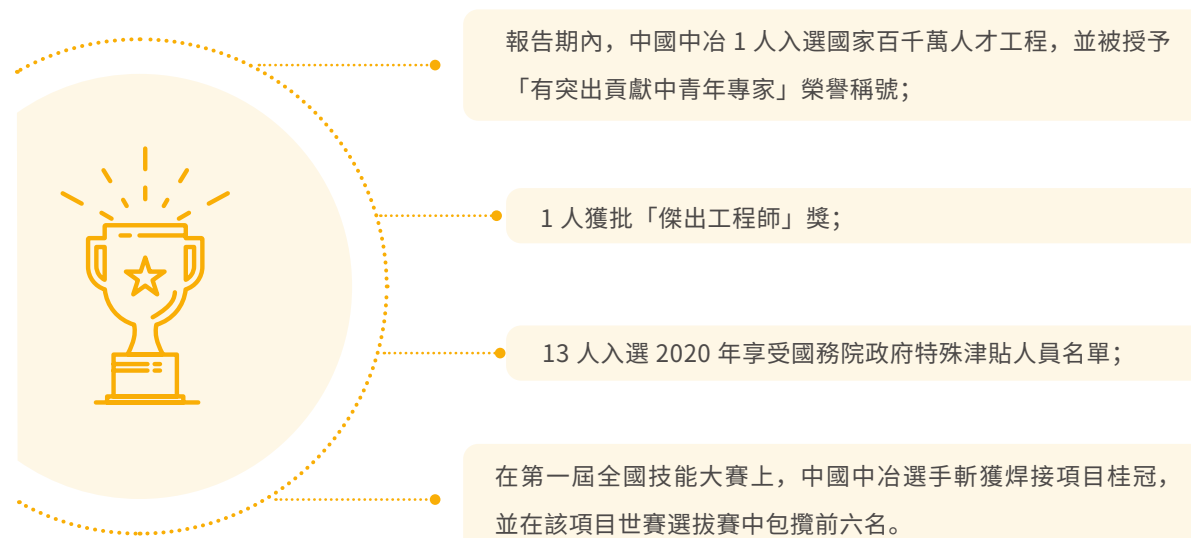 報告期內，中國中冶 1 人入選國家百千萬人才工程，並被授予
「有突出貢獻中青年專家」榮譽稱號；
1 人獲批「傑出工程師」獎；
13 人入選 2020 年享受國務院政府特殊津貼人員名單；
在第一屆全國技能大賽上，中國中冶選手斬獲焊接項目桂冠，
並在該項目世賽選拔賽中包攬前六名。